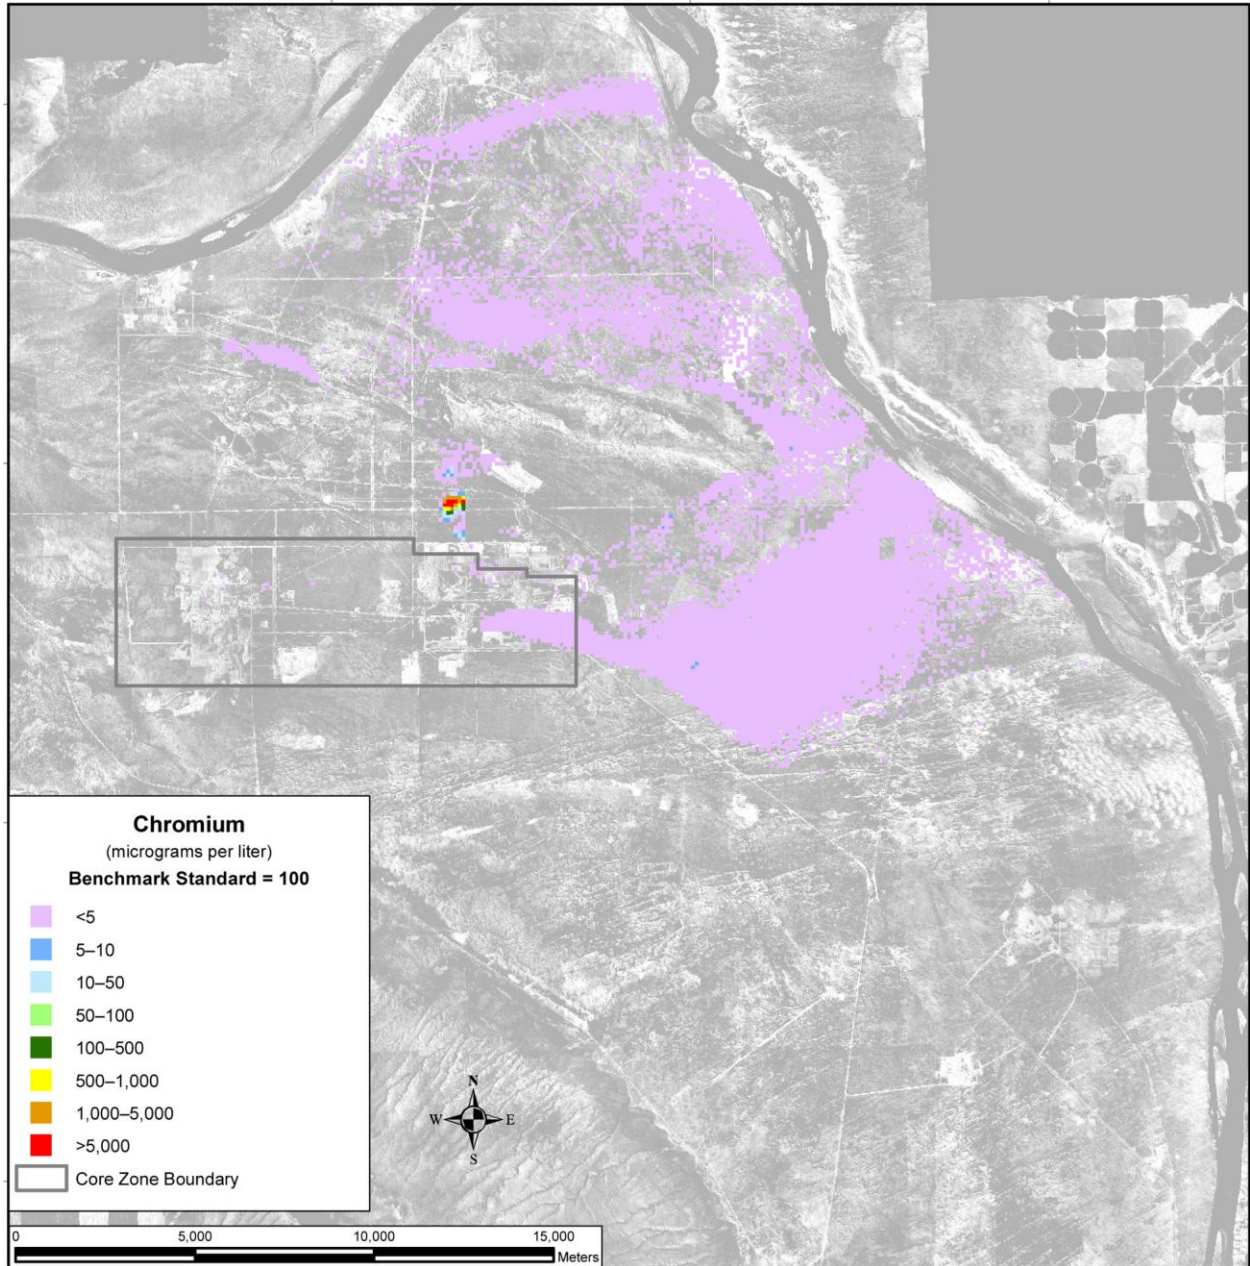 Chromium
(micrograms per liter)
Benchmark Standard = 100
<5
5–10
10–50
50–100
100–500
500–1,000
1,000–5,000
>5,000
Core Zone Boundary
N
W E
S
0 5,000 10,000 15,000
Meters